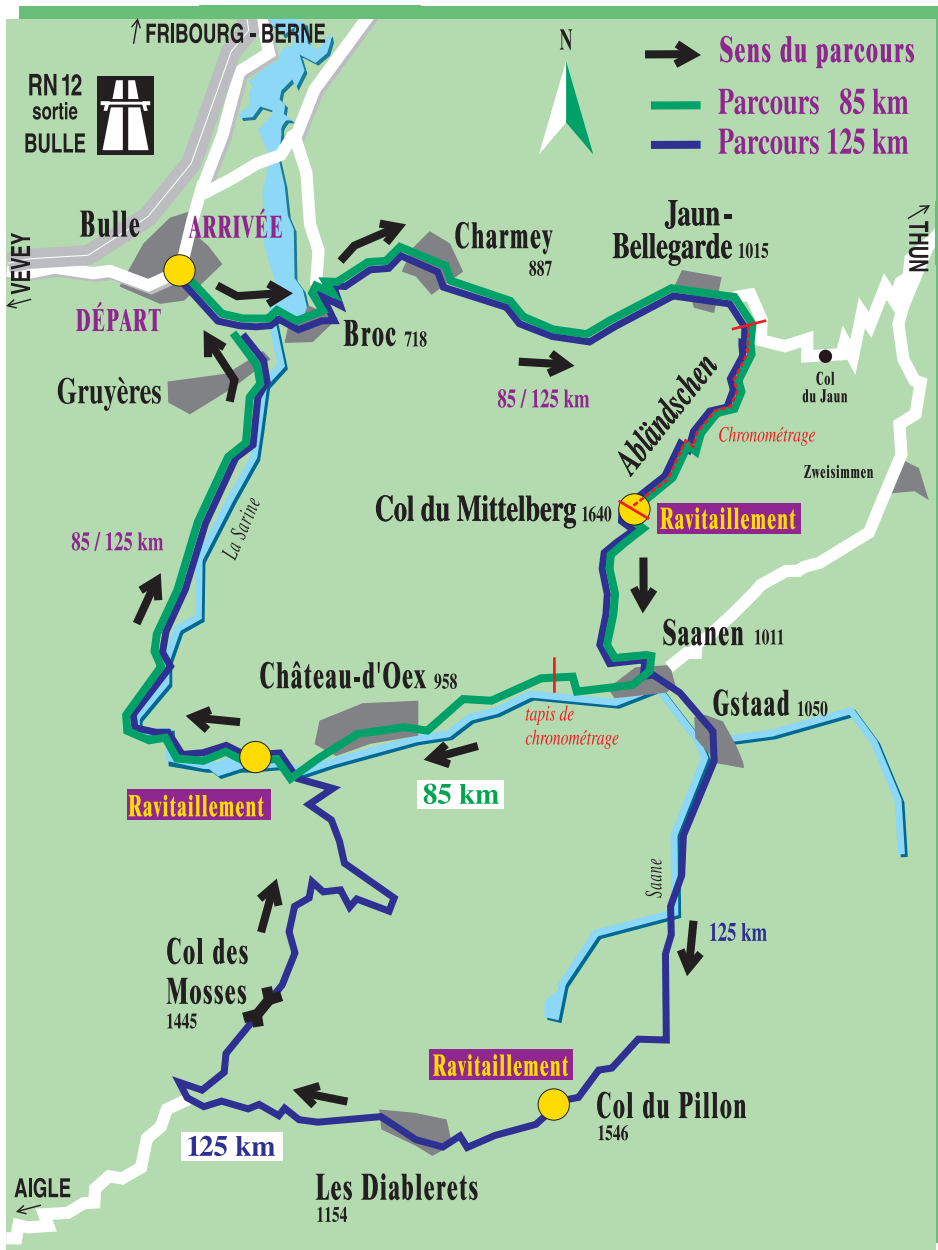 FRIBOURG - BERNE
N
Sens du parcours
RN 12
sortie
BULLE
Parcours 85 km
Parcours 125 km
Bulle
ARRIVÉE
VEVEY
DÉPART
Charmey
887
Jaun -
Bellegarde 1015
THUN
Broc 718
Gruyères
85 / 125 km
Col
du Jaun
Abländschen
Chronométrage
Zweisimmen
Col du Mittelberg 1640
Ravitaillement
La Sarine
85 / 125 km
Saanen 1011
Château-d'Oex 958
Gstaad 1050
tapis de
chronométrage
85 km
Ravitaillement
Saane
125 km
Col des
Mosses
1445
Ravitaillement
Col du Pillon
1546
125 km
Les Diablerets
1154
AIGLE